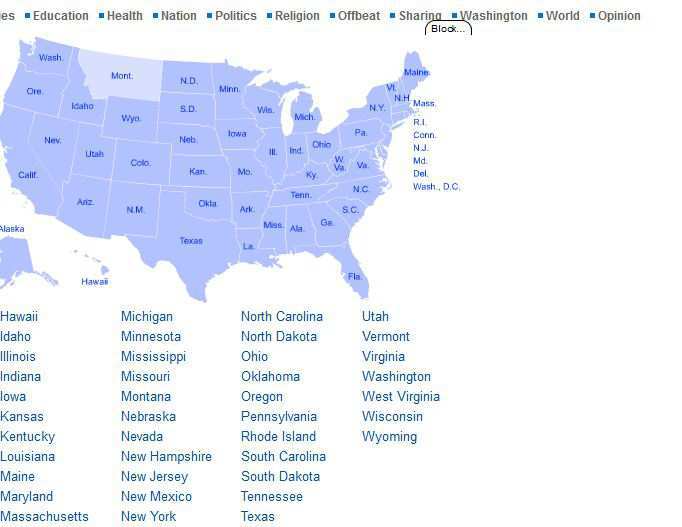 es Education Health Nation Politics Religion Offbeat Sharing Washington World Opinion
Block...
Wash.
Mont.
N.D.
Minn.
Maine.
Ore.
Idaho
Wyo.
S.D.
Wis.
Mich.
Vt.
N.H.
N.Y.
Mass.
R.I.
Conn.
N.J.
Md.
Del.
Wash., D.C.
Nev.
Utah
Colo.
Neb.
Iowa
Ill.
Ind.
Ohio
Pa.
W.
Va.
Va.
Calif.
Kan.
Mo.
Ky.
N.C.
Ariz.
N.M.
Okla.
Ark.
Tenn.
S.C.
Texas
La.
Miss.
Ala.
Ga.
Fla.
Alaska
Hawaii
Hawaii Michigan North Carolina Utah
Idaho Minnesota North Dakota Vermont
Illinois Mississippi Ohio Virginia
Indiana Missouri Oklahoma Washington
Iowa Montana Oregon West Virginia
Kansas Nebraska Pennsylvania Wisconsin
Kentucky Nevada Rhode Island Wyoming
Louisiana New Hampshire South Carolina
Maine New Jersey South Dakota
Maryland New Mexico Tennessee
Massachusetts New York Texas